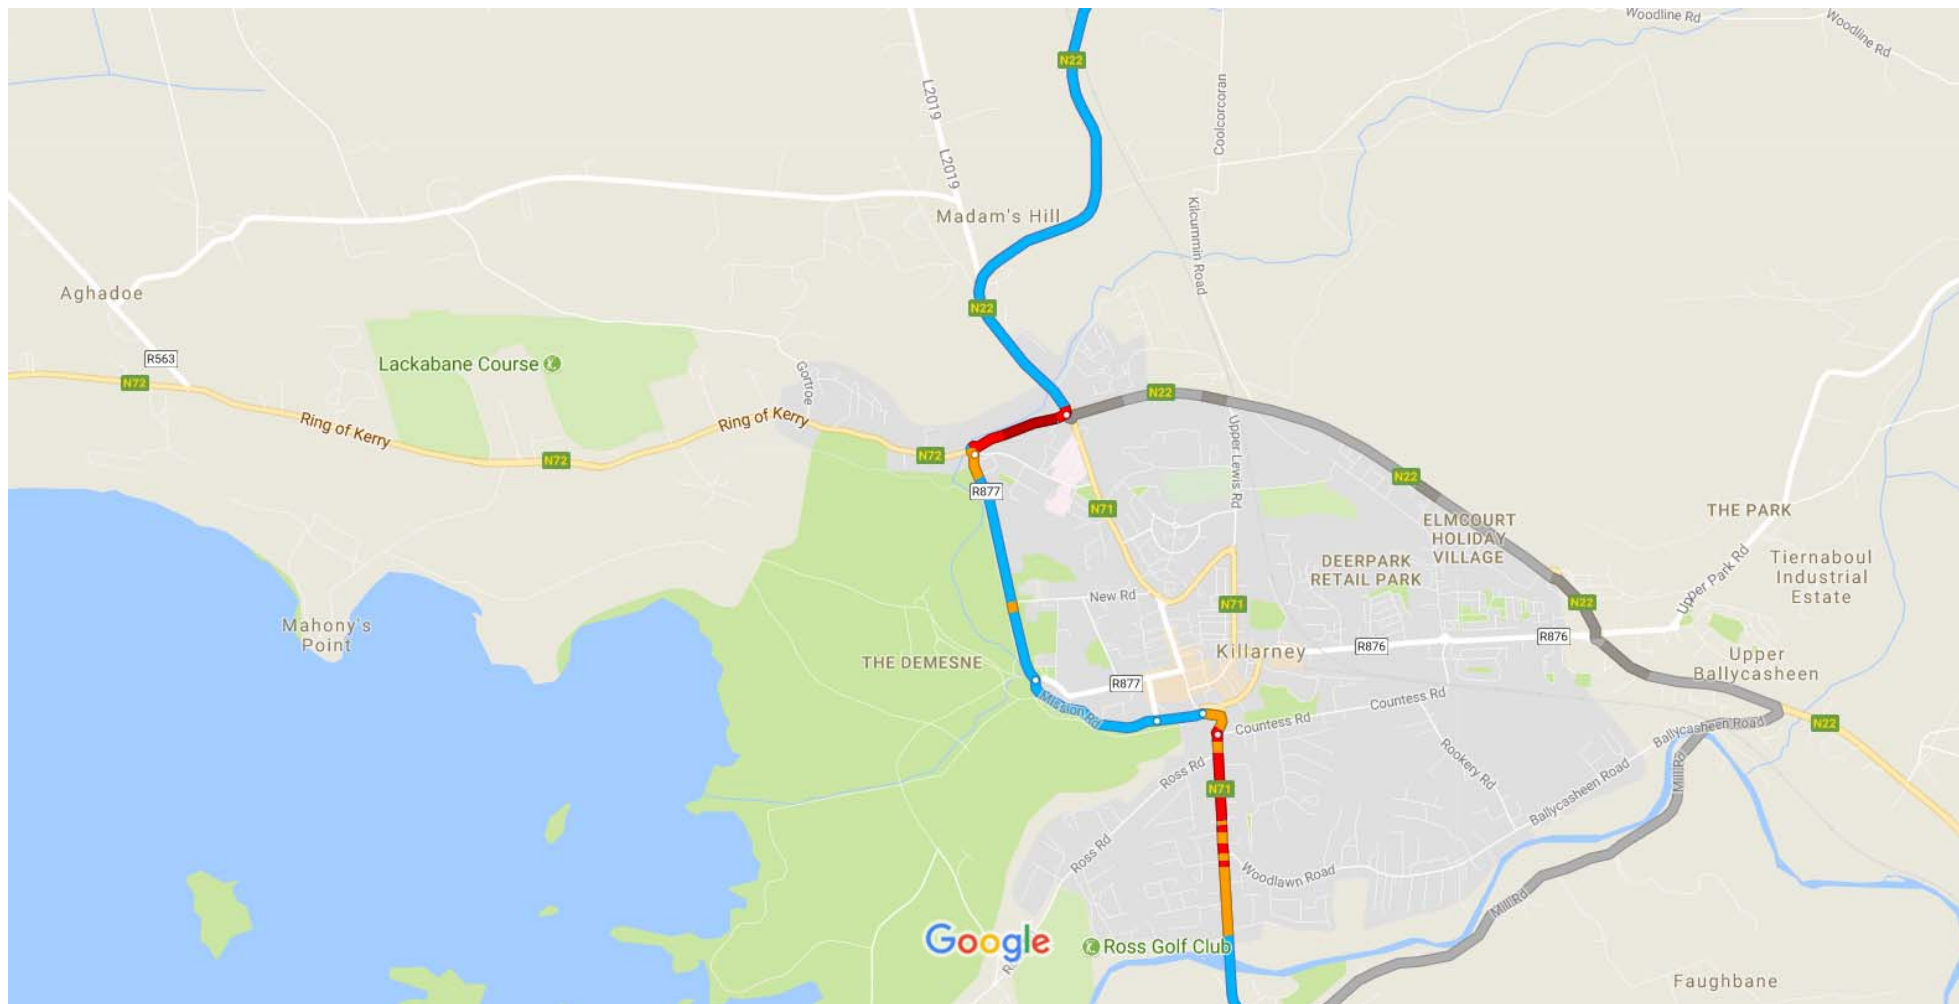 Woodline Rd
Woodline Rd
N22
L2019
Coolcorcoran
L2019
Madam's Hill
Kilcummin Road
Aghadoe
N22
R563
Lackabane Course
Gortroe
N72
N22
Ring of Kerry
Ring of Kerry
Upper Lewis Rd
N72
N72
N22
R877
N71
THE PARK
ELMCOURT
HOLIDAY
VILLAGE
DEERPARK
RETAIL PARK
Tiernaboul
Industrial
Estate
Upper Park Rd
New Rd
N71
N22
Mahony's
Point
R876
R876
Killarney
THE DEMESNE
Upper
Ballycasheen
R877
Mission Rd
Countess Rd
Countess Rd
N22
Ballycasheen Road
Ross Rd
Rookery Rd
Mill Rd
N71
Ballycasheen Road
Ross Rd
Woodlawn Road
Mill Rd
Google
Ross Golf Club
Faughbane